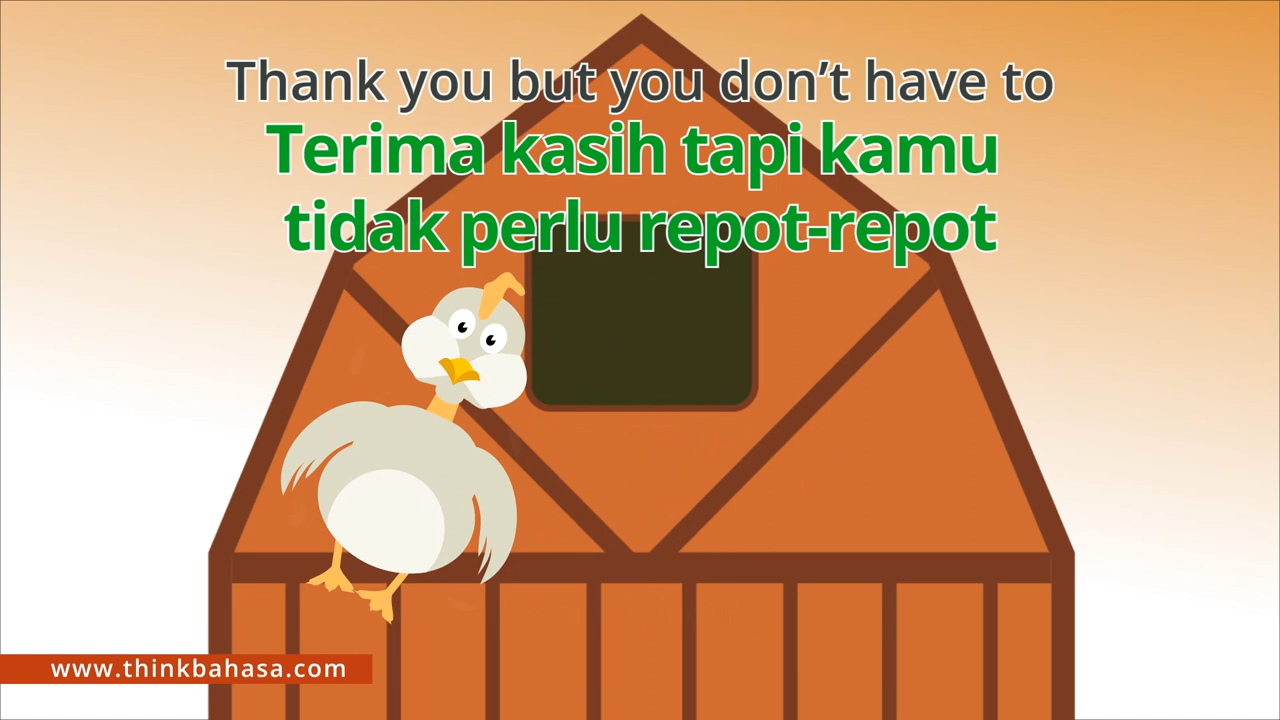 Thank you but you don’t have to
Terima kasih tapi kamu
tidak perlu repot-repot
www.thinkbahasa.com